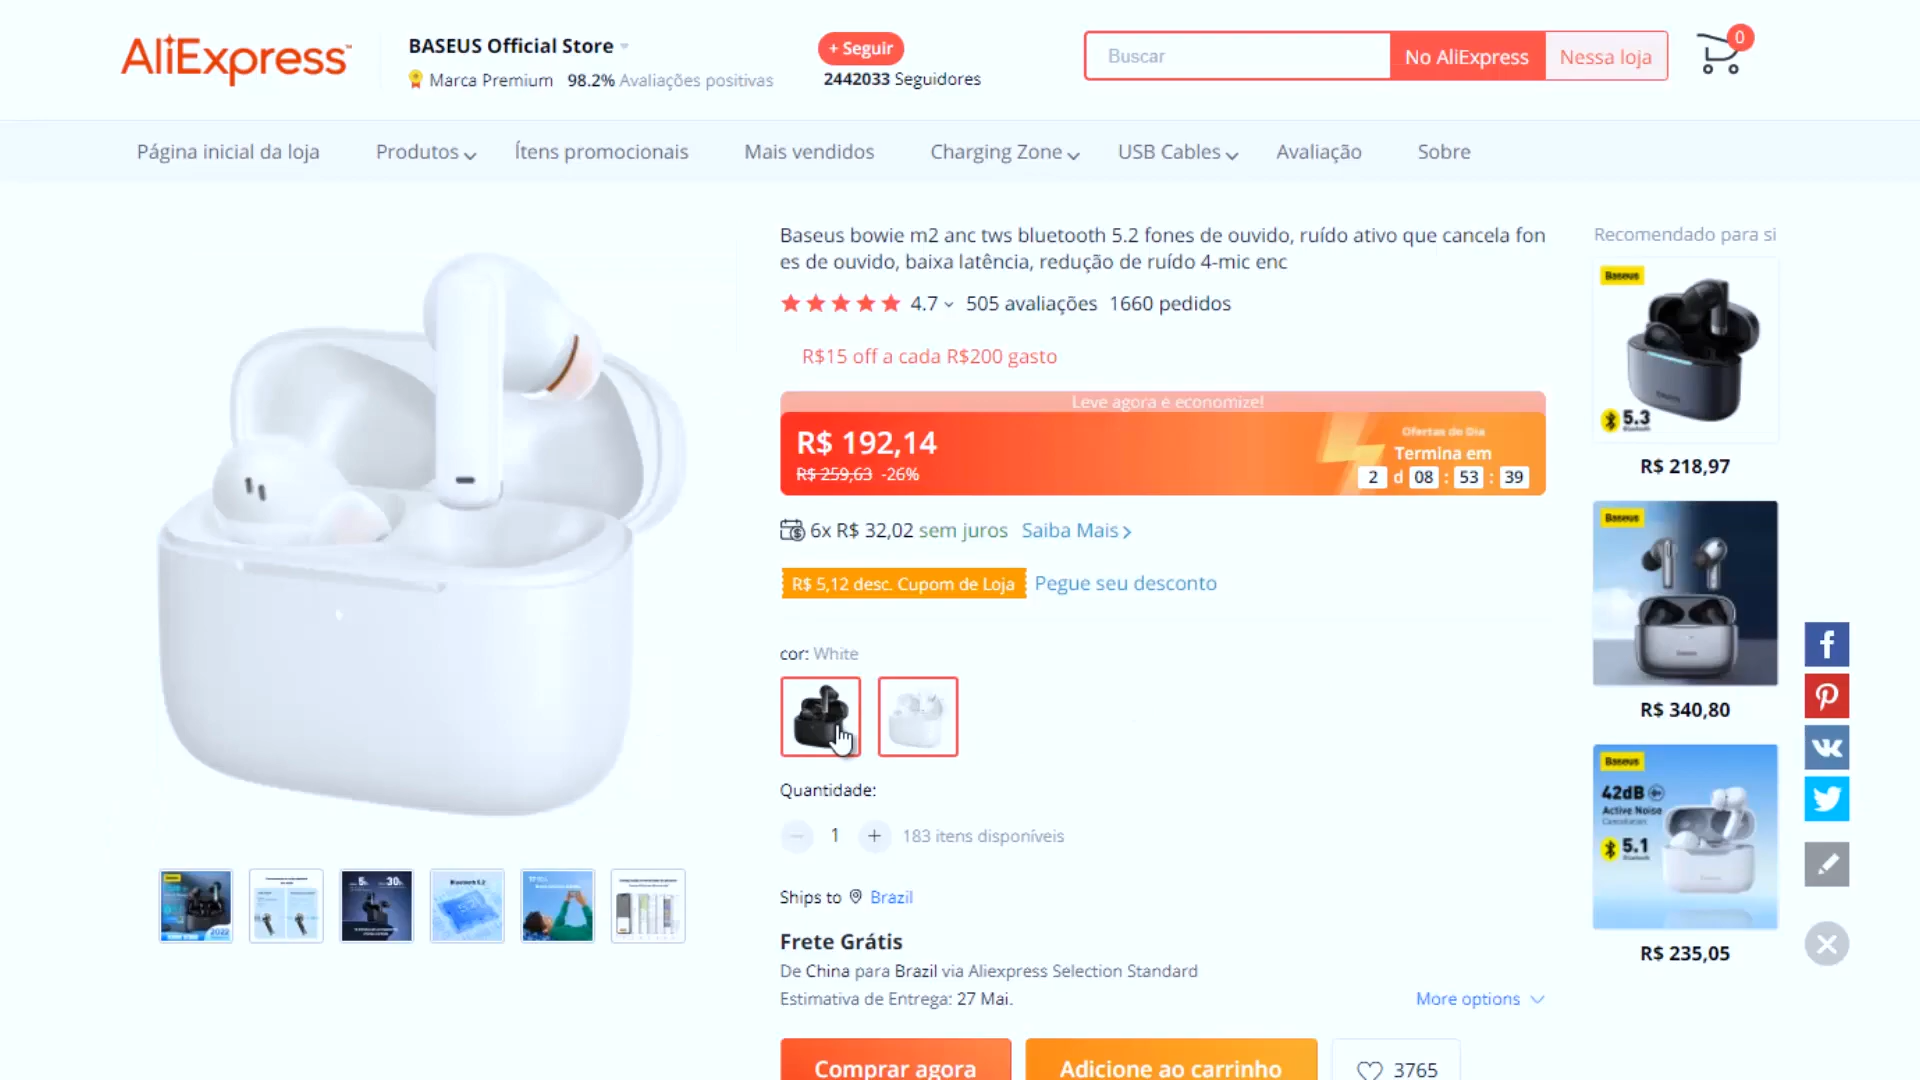 AliExpress™
BASEUS Official Store
Marca Premium 98.2% Avaliações positivas
+ Seguir
2442033 Seguidores
Buscar
No AliExpress
Nessa loja
0
Página inicial da loja
Produtos
Ítens promocionais
Mais vendidos
Charging Zone
USB Cables
Avaliação
Sobre
Baseus bowie m2 anc tws bluetooth 5.2 fones de ouvido, ruído ativo que cancela fon
es de ouvido, baixa latência, redução de ruído 4-mic enc
4.7 505 avaliações 1660 pedidos
R$15 off a cada R$200 gasto
Leve agora e economize!
R$ 192,14
R$ 259,63 -26%
Ofertas do Dia
Termina em
2 d 08 : 53 : 39
6x R$ 32,02 sem juros Saiba Mais
R$ 5,12 desc. Cupom de Loja Pegue seu desconto
cor: White
Quantidade:
1 + 183 itens disponíveis
Ships to Brazil
Frete Grátis
De China para Brazil via Aliexpress Selection Standard
Estimativa de Entrega: 27 Mai.
More options
Comprar agora
Adicione ao carrinho
3765
Recomendado para si
Baseus
5.3
R$ 218,97
Baseus
R$ 340,80
Baseus
42dB
Active Noise
5.1
R$ 235,05
Bluetooth 5.2
2022